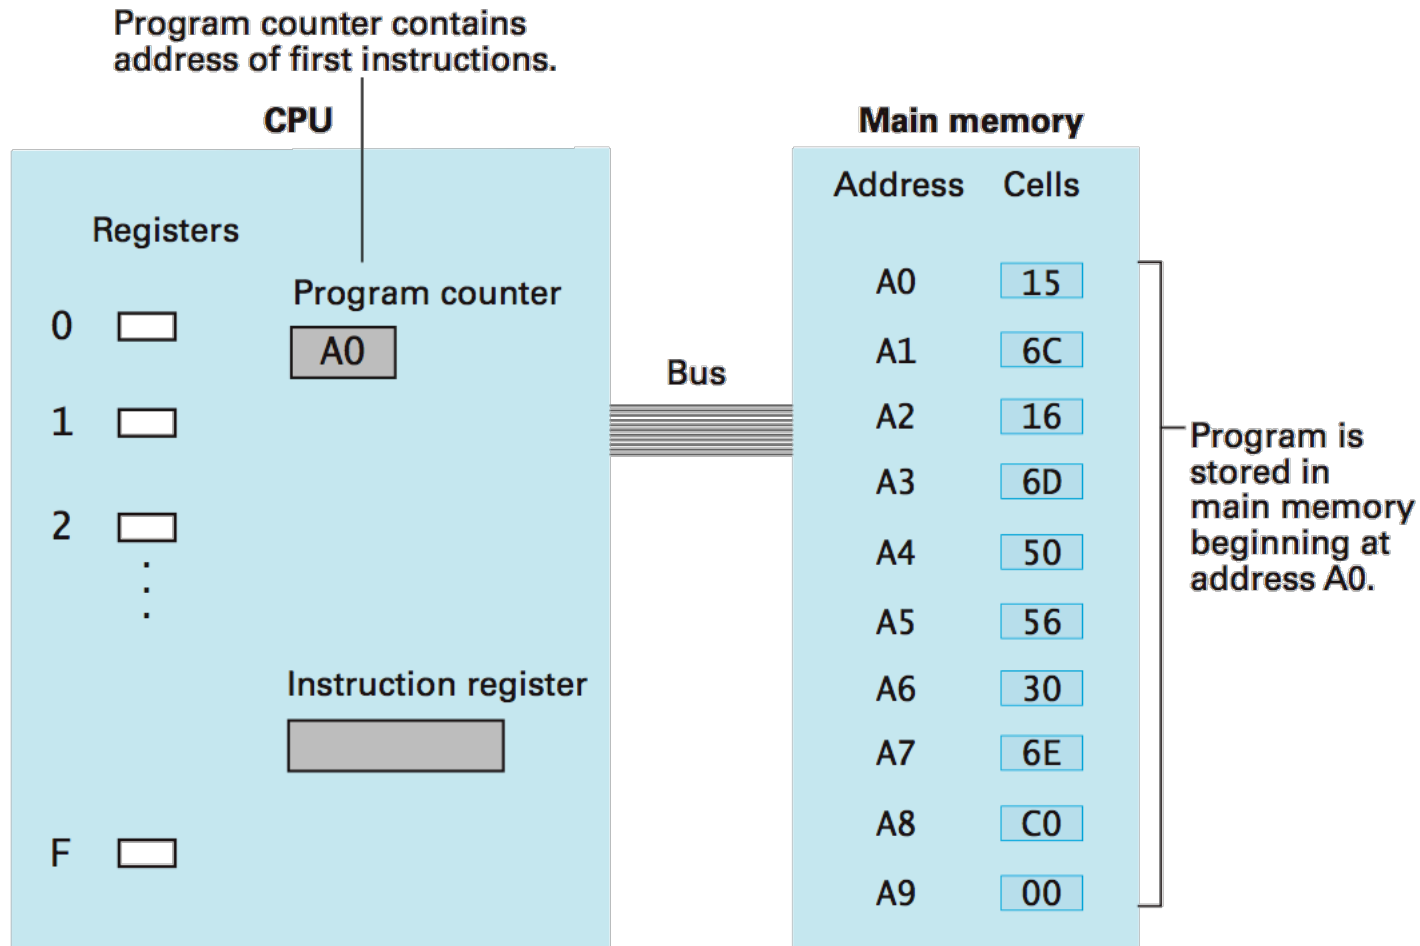 Program counter contains
address of first instructions.
CPU
Main memory
Address Cells
Registers
Program counter
A0
0
1
2
F
Instruction register
Bus
A0 15
A1 6C
A2 16
A3 6D
A4 50
A5 56
A6 30
A7 6E
A8 C0
A9 00
Program is
stored in
main memory
beginning at
address A0.